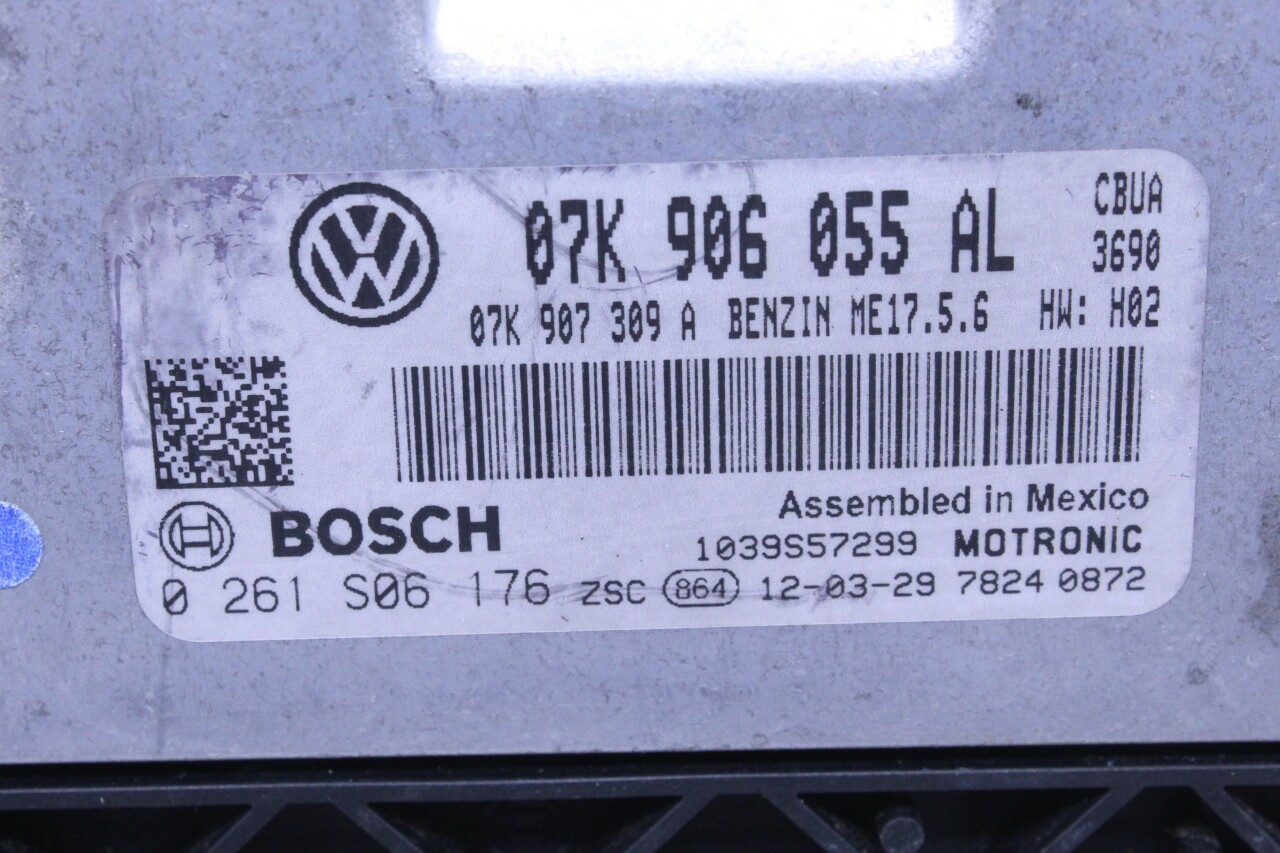 07K 906 055 AL CBUA
3690
07K 907 309 A BENZIN ME17.5.6 HW: H02
Assembled in Mexico
BOSCH
1039S57299 MOTRONIC
0 261 S06 176 ZSC 864 12-03-29 7824 0872